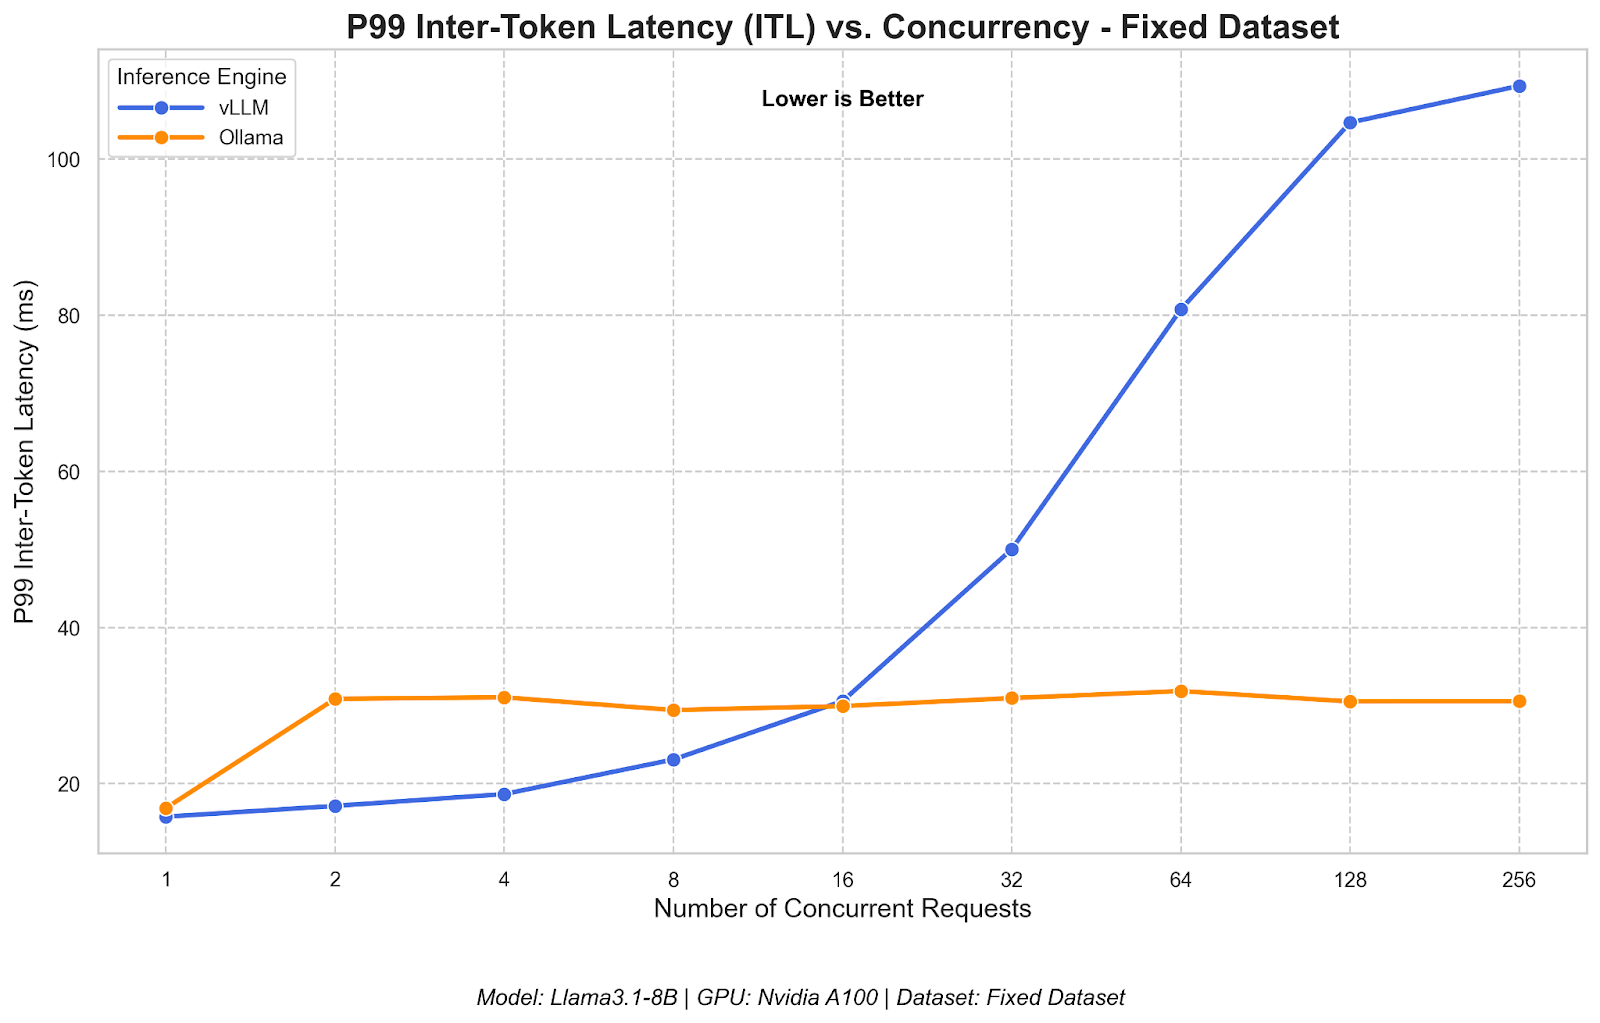 P99 Inter-Token Latency (ITL) vs. Concurrency - Fixed Dataset
Inference Engine
vLLM
Ollama
Lower is Better
P99 Inter-Token Latency (ms)
100
80
60
40
20
1 2 4 8 16 32 64 128 256
Number of Concurrent Requests
Model: Llama3.1-8B | GPU: Nvidia A100 | Dataset: Fixed Dataset